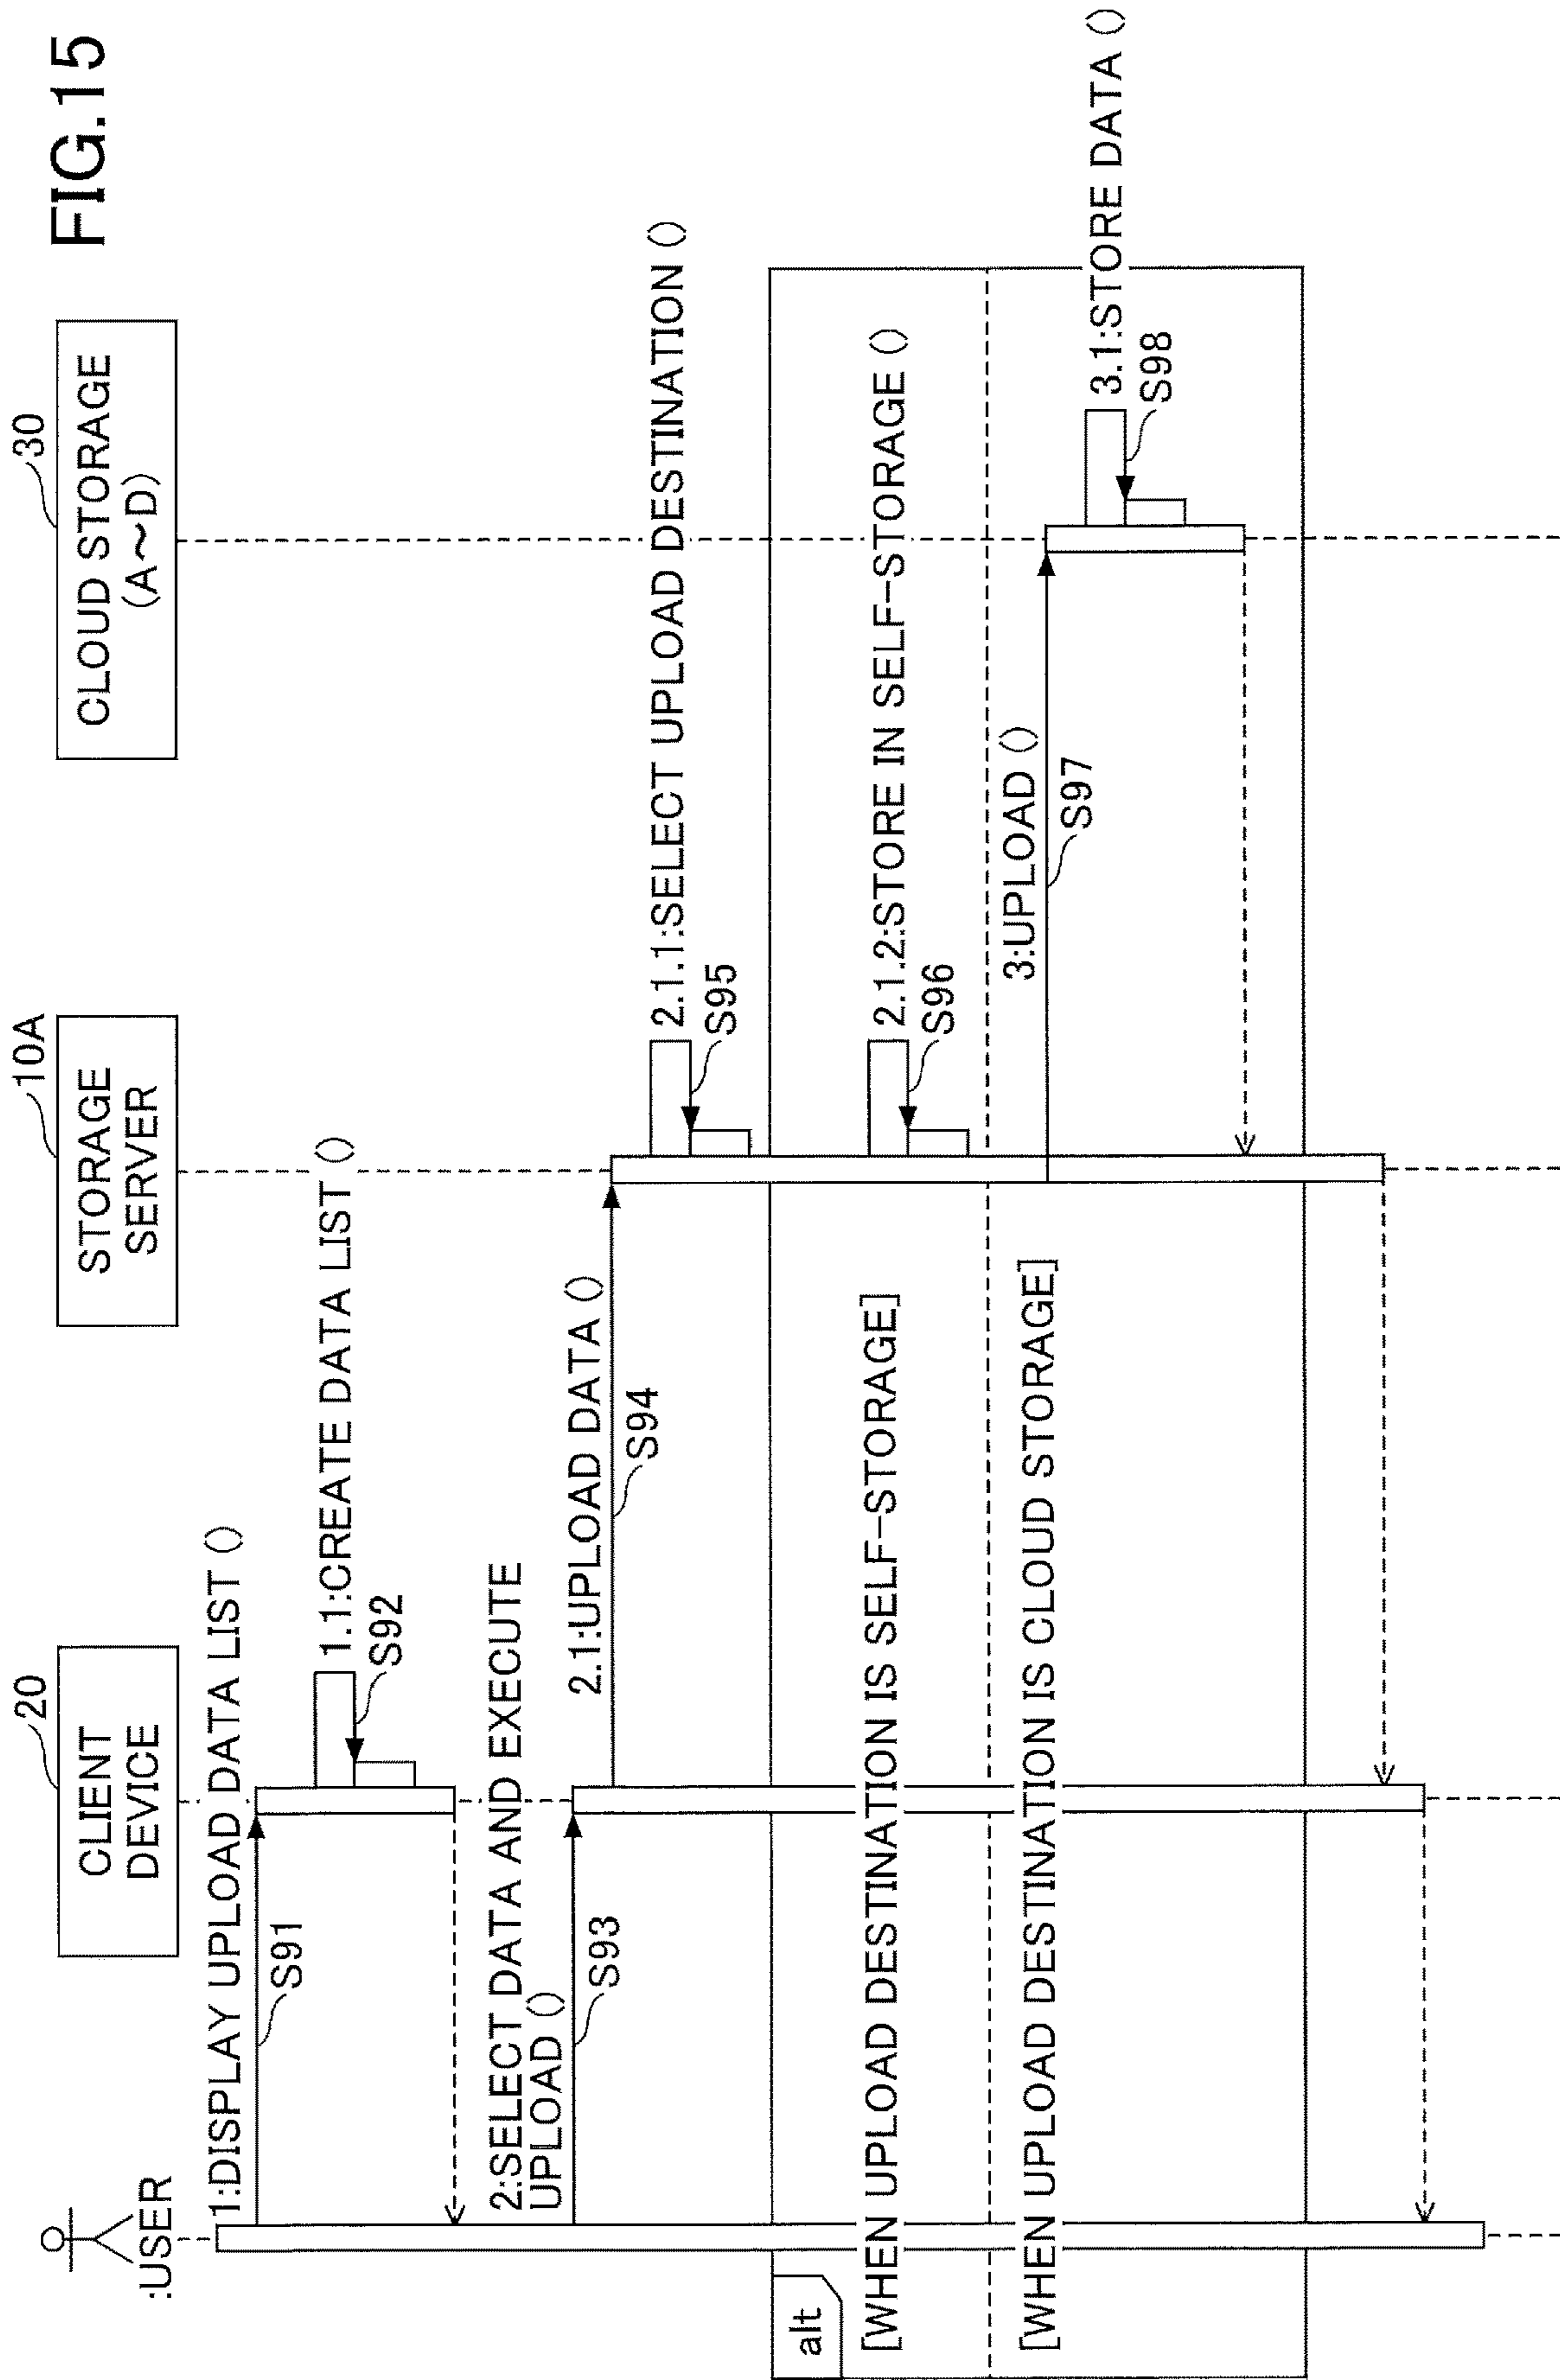 FIG.15
:USER
CLIENT
DEVICE
20
STORAGE
SERVER
10A
CLOUD STORAGE
(A~D)
30
1:DISPLAY UPLOAD DATA LIST ()
S91
1.1:CREATE DATA LIST ()
S92
2:SELECT DATA AND EXECUTE
UPLOAD ()
S93
2.1:UPLOAD DATA ()
S94
2.1.1:SELECT UPLOAD DESTINATION ()
S95
alt
[WHEN UPLOAD DESTINATION IS SELF-STORAGE]
2.1.2:STORE IN SELF-STORAGE ()
S96
[WHEN UPLOAD DESTINATION IS CLOUD STORAGE]
3:UPLOAD ()
S97
3.1:STORE DATA ()
S98